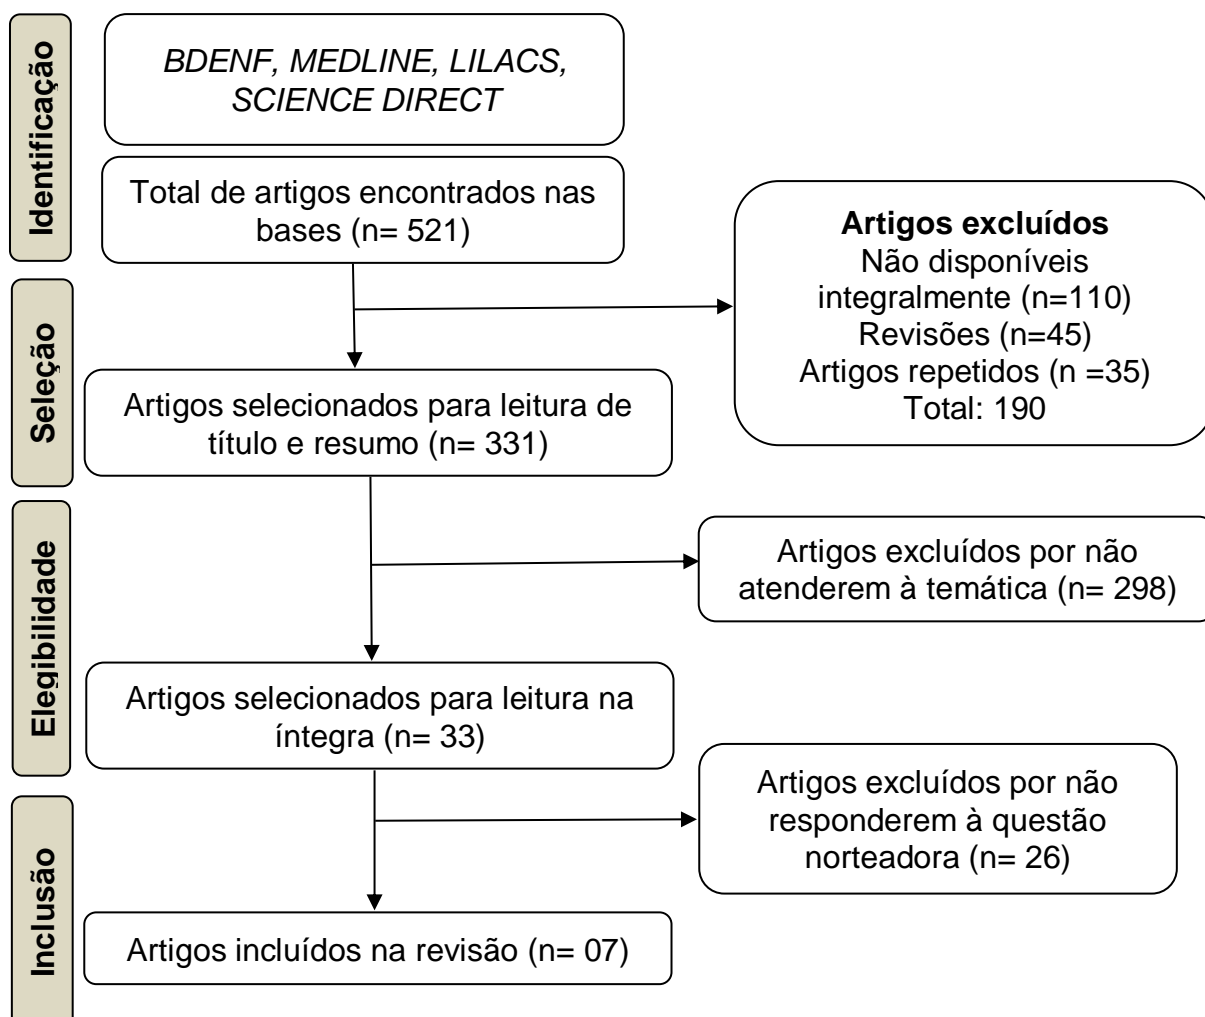 Identificação
BDENF, MEDLINE, LILACS,
SCIENCE DIRECT
Total de artigos encontrados nas
bases (n= 521)
Artigos excluídos
Não disponíveis
integralmente (n=110)
Revisões (n=45)
Artigos repetidos (n =35)
Total: 190
Seleção
Artigos selecionados para leitura de
título e resumo (n= 331)
Elegibilidade
Artigos excluídos por não
atenderem à temática (n= 298)
Artigos selecionados para leitura na
íntegra (n= 33)
Artigos excluídos por não
responderem à questão
norteadora (n= 26)
Inclusão
Artigos incluídos na revisão (n= 07)